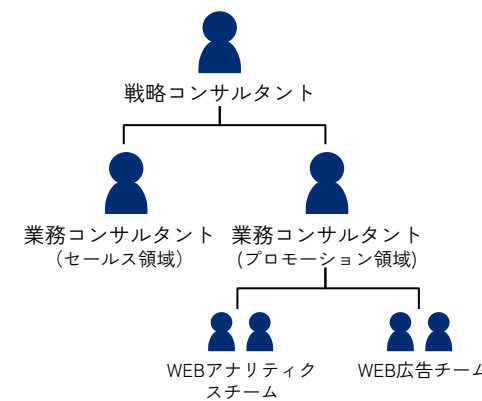 戦略コンサルタント
業務コンサルタント
（セールス領域）
業務コンサルタント
(プロモーション領域)
WEBアナリティク
スチーム
WEB広告チーム